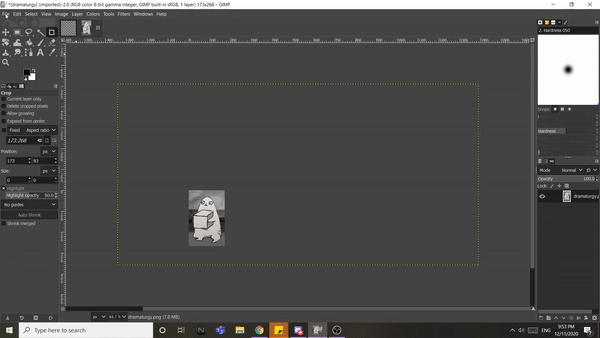 *[dramaturgy] (imported)-2.0 (RGB color 8-bit gamma integer, GIMP built-in sRGB, 1 layer) 173x268 – GIMP
File Edit Select View Image Layer Colors Tools Filters Windows Help
2. Hardness 050
Shape:
Hardness
Crop
Current layer only
Delete cropped pixels
Allow growing
Expand from center
Fixed Aspect ratio
173:268
Position: px
173 83
Size: px
0 0
Highlight
Highlight opacity 50.0
No guides
Auto Shrink
Shrink merged
Mode Normal
Opacity 100.0
Lock:
dramaturgy.p
px 66.7 % dramaturgy.png (7.8 MB)
Type here to search
ENG
9:53 PM
12/11/2020